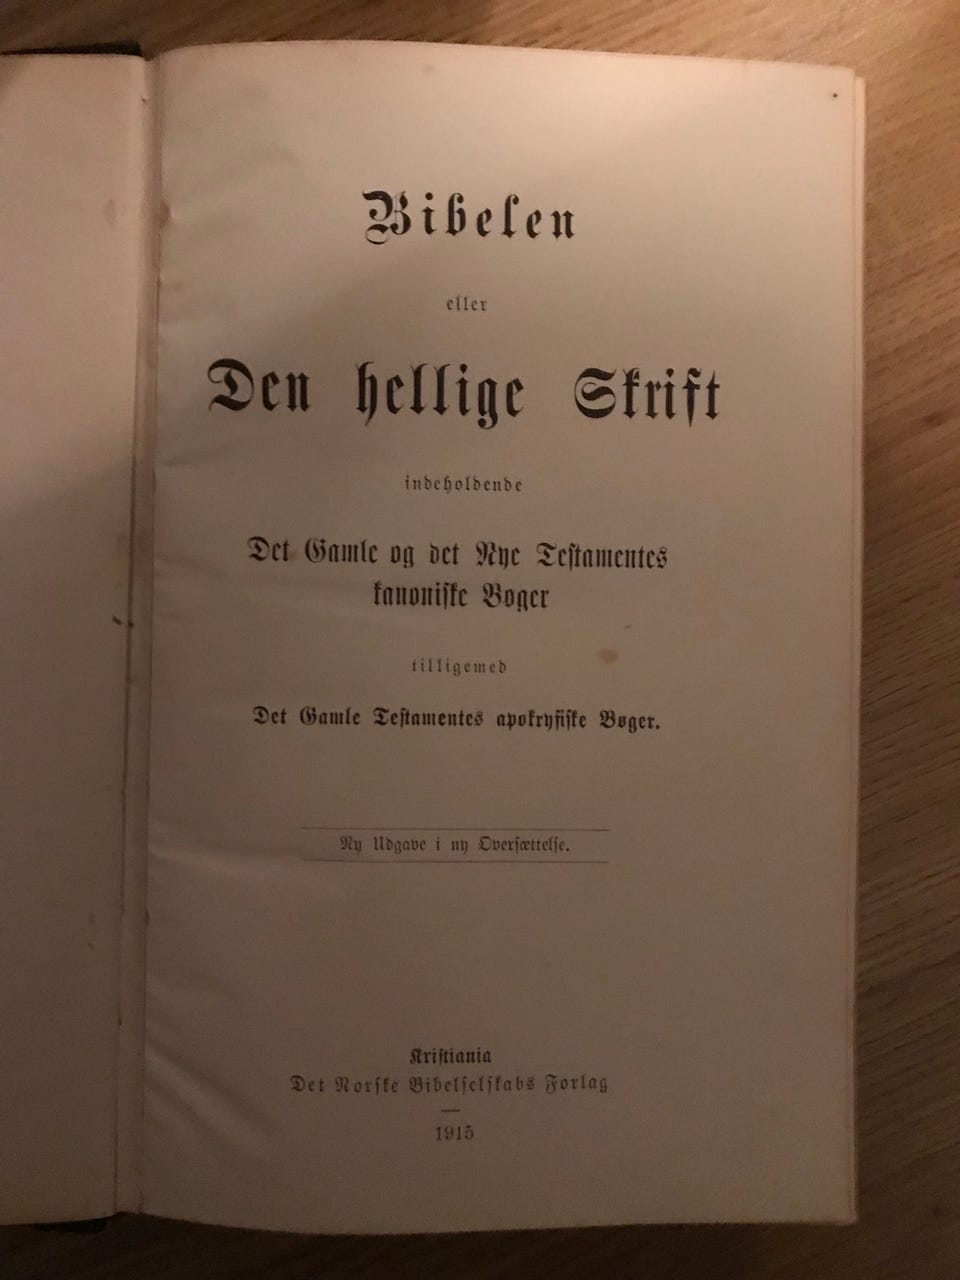 Bibelen
eller
Den hellige Skrift
indeholdende
Det Gamle og det Nye Testamentes
kanoniske Bøger
tilligemed
Det Gamle Testamentes apokryfiske Bøger.
Ny Udgave i ny Oversættelse.
Kristiania
Det Norske Bibelselskabs Forlag
1915